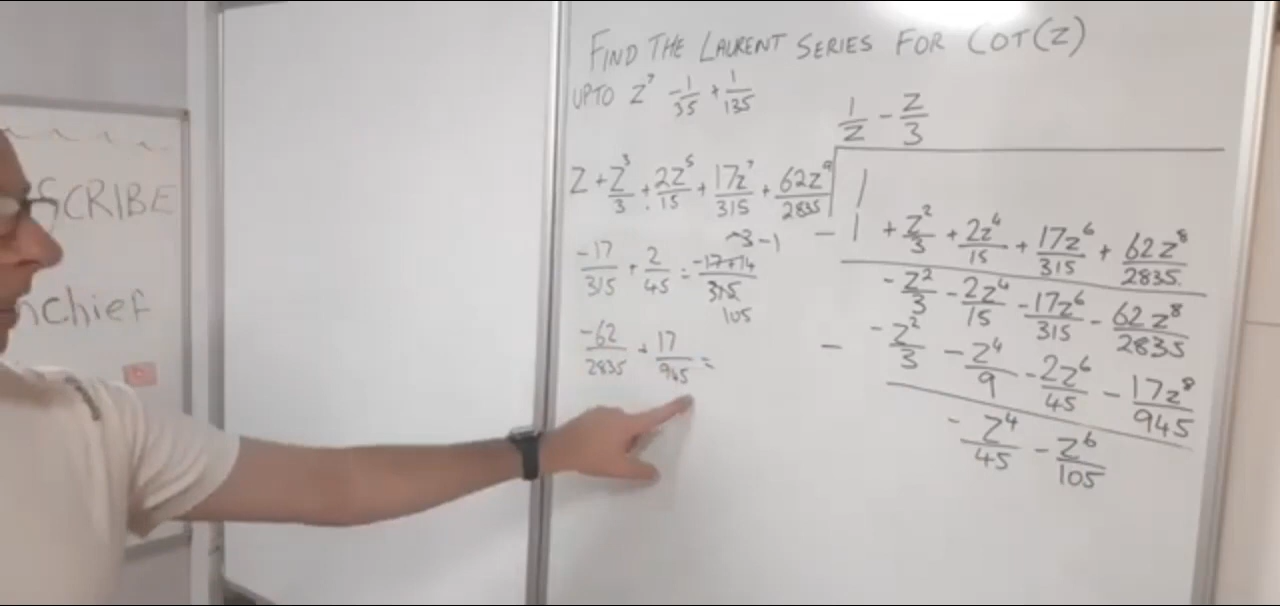 SCRIBE
nChief
FIND THE LAURENT SERIES FOR COT(Z)
UPTO Z⁷ -1/35 + 1/135
1/Z - Z/3
Z + Z³/3 + 2Z⁵/15 + 17Z⁷/315 + 62Z⁹/2835 | 1
- 1 + Z²/3 + 2Z⁴/15 + 17Z⁶/315 + 62Z⁸/2835
-17/315 + 2/45 = -17+14/315
-3 -1
105
- Z²/3 - 2Z⁴/15 - 17Z⁶/315 - 62Z⁸/2835
-62/2835 + 17/945 =
- - Z²/3 - Z⁴/9 - 2Z⁶/45 - 17Z⁸/945
- Z⁴/45 - Z⁶/105